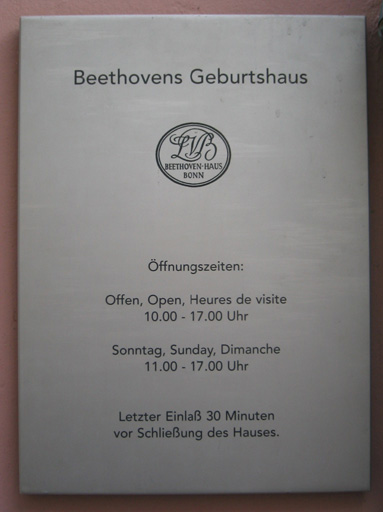 Beethovens Geburtshaus
LVB
BEETHOVEN-HAUS
BONN
Öffnungszeiten:
Offen, Open, Heures de visite
10.00 - 17.00 Uhr
Sonntag, Sunday, Dimanche
11.00 - 17.00 Uhr
Letzter Einlaß 30 Minuten
vor Schließung des Hauses.